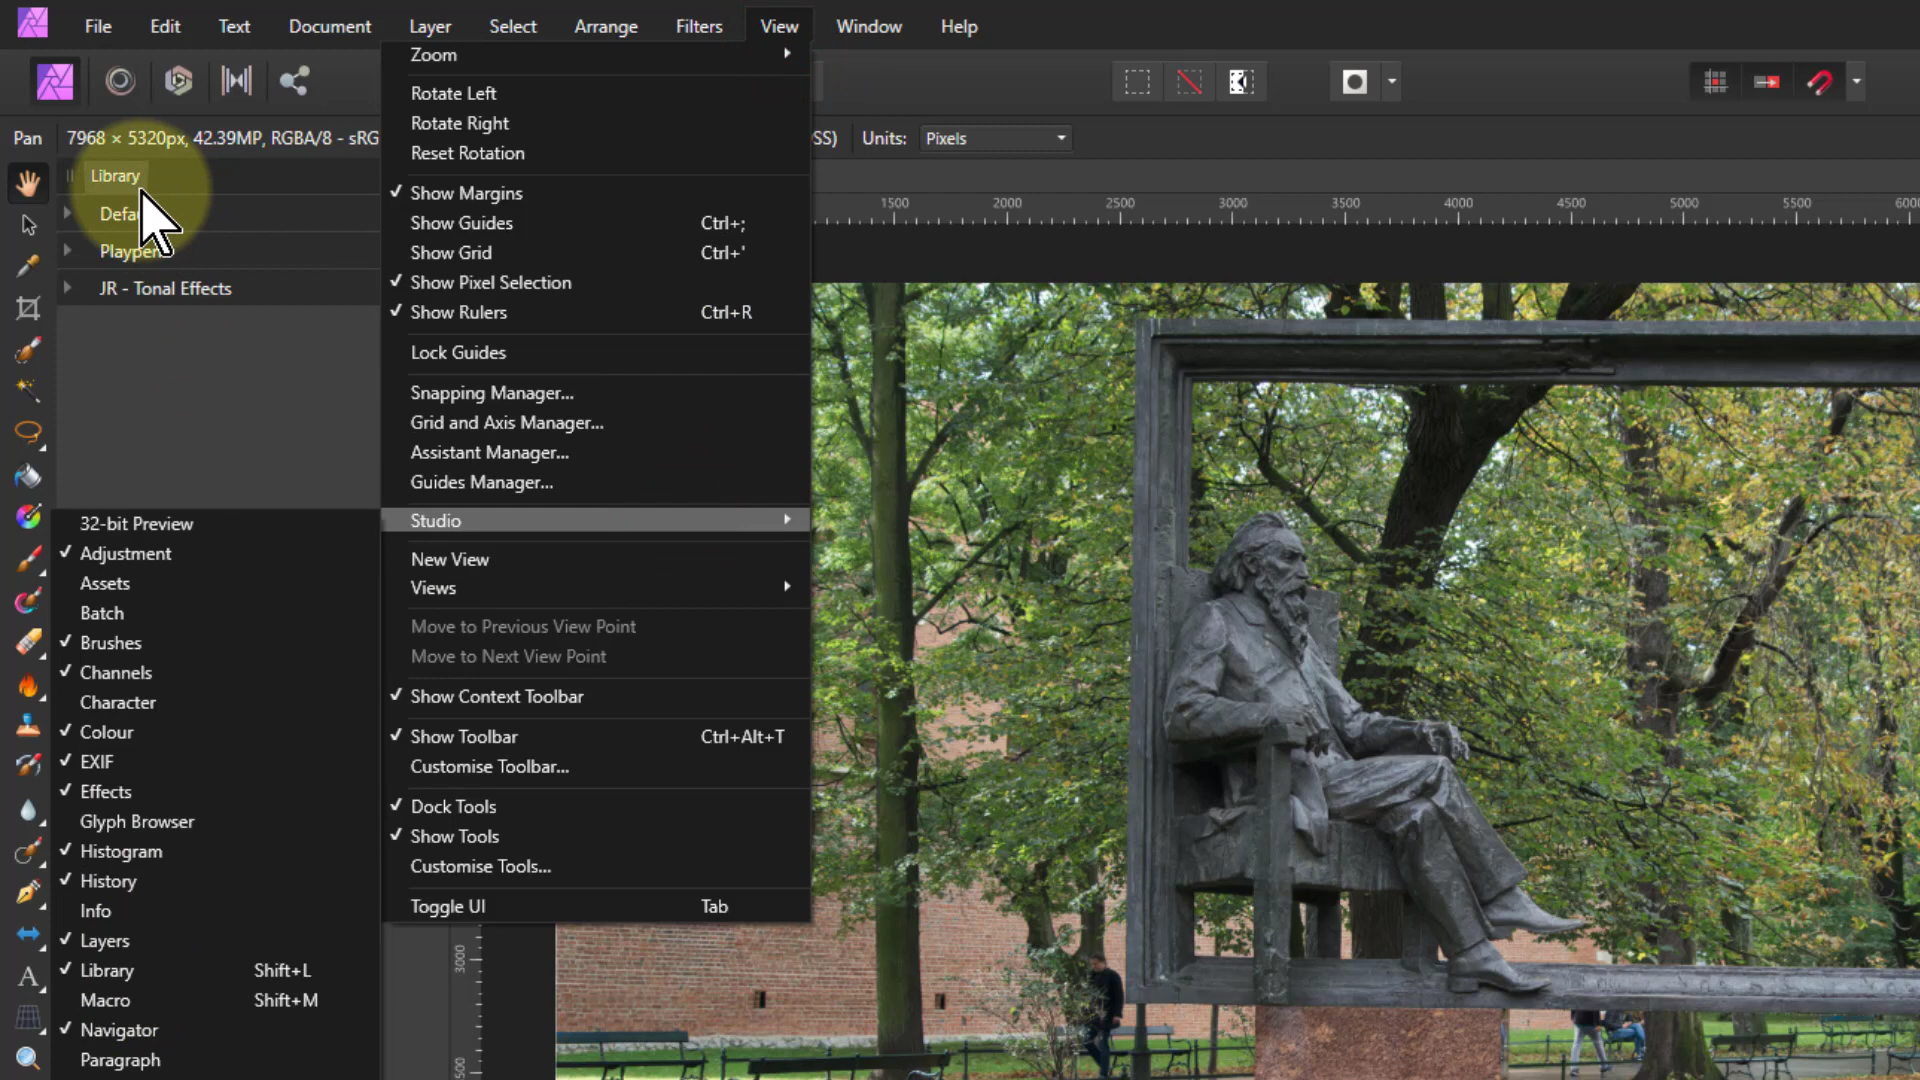 File Edit Text Document Layer Select Arrange Filters View Window Help
Pan 7968 × 5320px, 42.39MP, RGBA/8 - sRG SS) Units: Pixels
Library
Playpen
JR - Tonal Effects
1500 2000 2500 3000 3500 4000 4500 5000 5500
3000
Zoom
Rotate Left
Rotate Right
Reset Rotation
Show Margins
Show Guides Ctrl+;
Show Grid Ctrl+'
Show Pixel Selection
Show Rulers Ctrl+R
Lock Guides
Snapping Manager...
Grid and Axis Manager...
Assistant Manager...
Guides Manager...
Studio
New View
Views
Move to Previous View Point
Move to Next View Point
Show Context Toolbar
Show Toolbar Ctrl+Alt+T
Customise Toolbar...
Dock Tools
Show Tools
Customise Tools...
Toggle UI Tab
32-bit Preview
Adjustment
Assets
Batch
Brushes
Channels
Character
Colour
EXIF
Effects
Glyph Browser
Histogram
History
Info
Layers
Library Shift+L
Macro Shift+M
Navigator
Paragraph